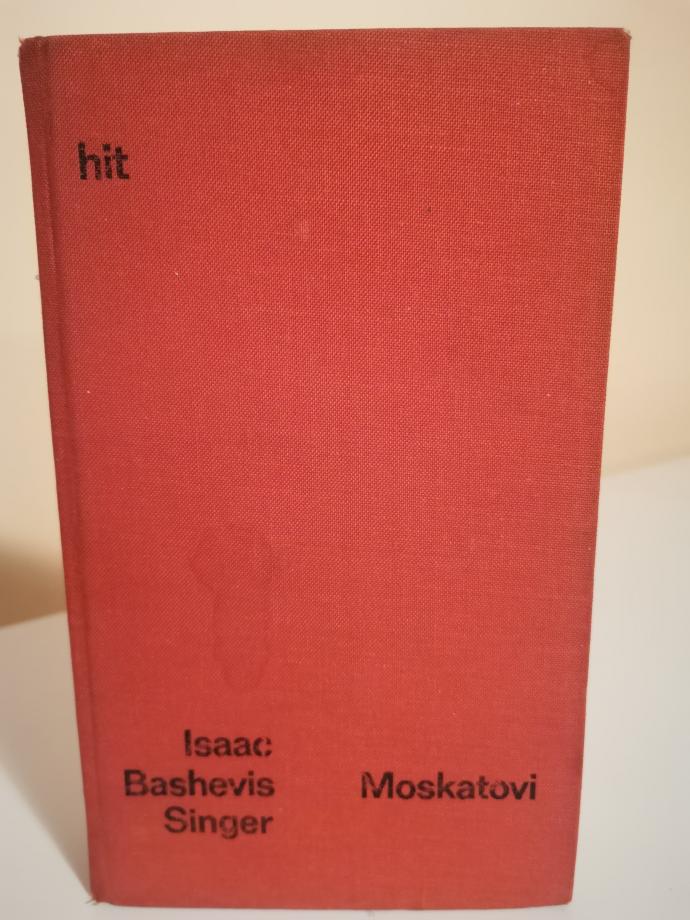 hit
Isaac
Bashevis
Singer
Moskatovi